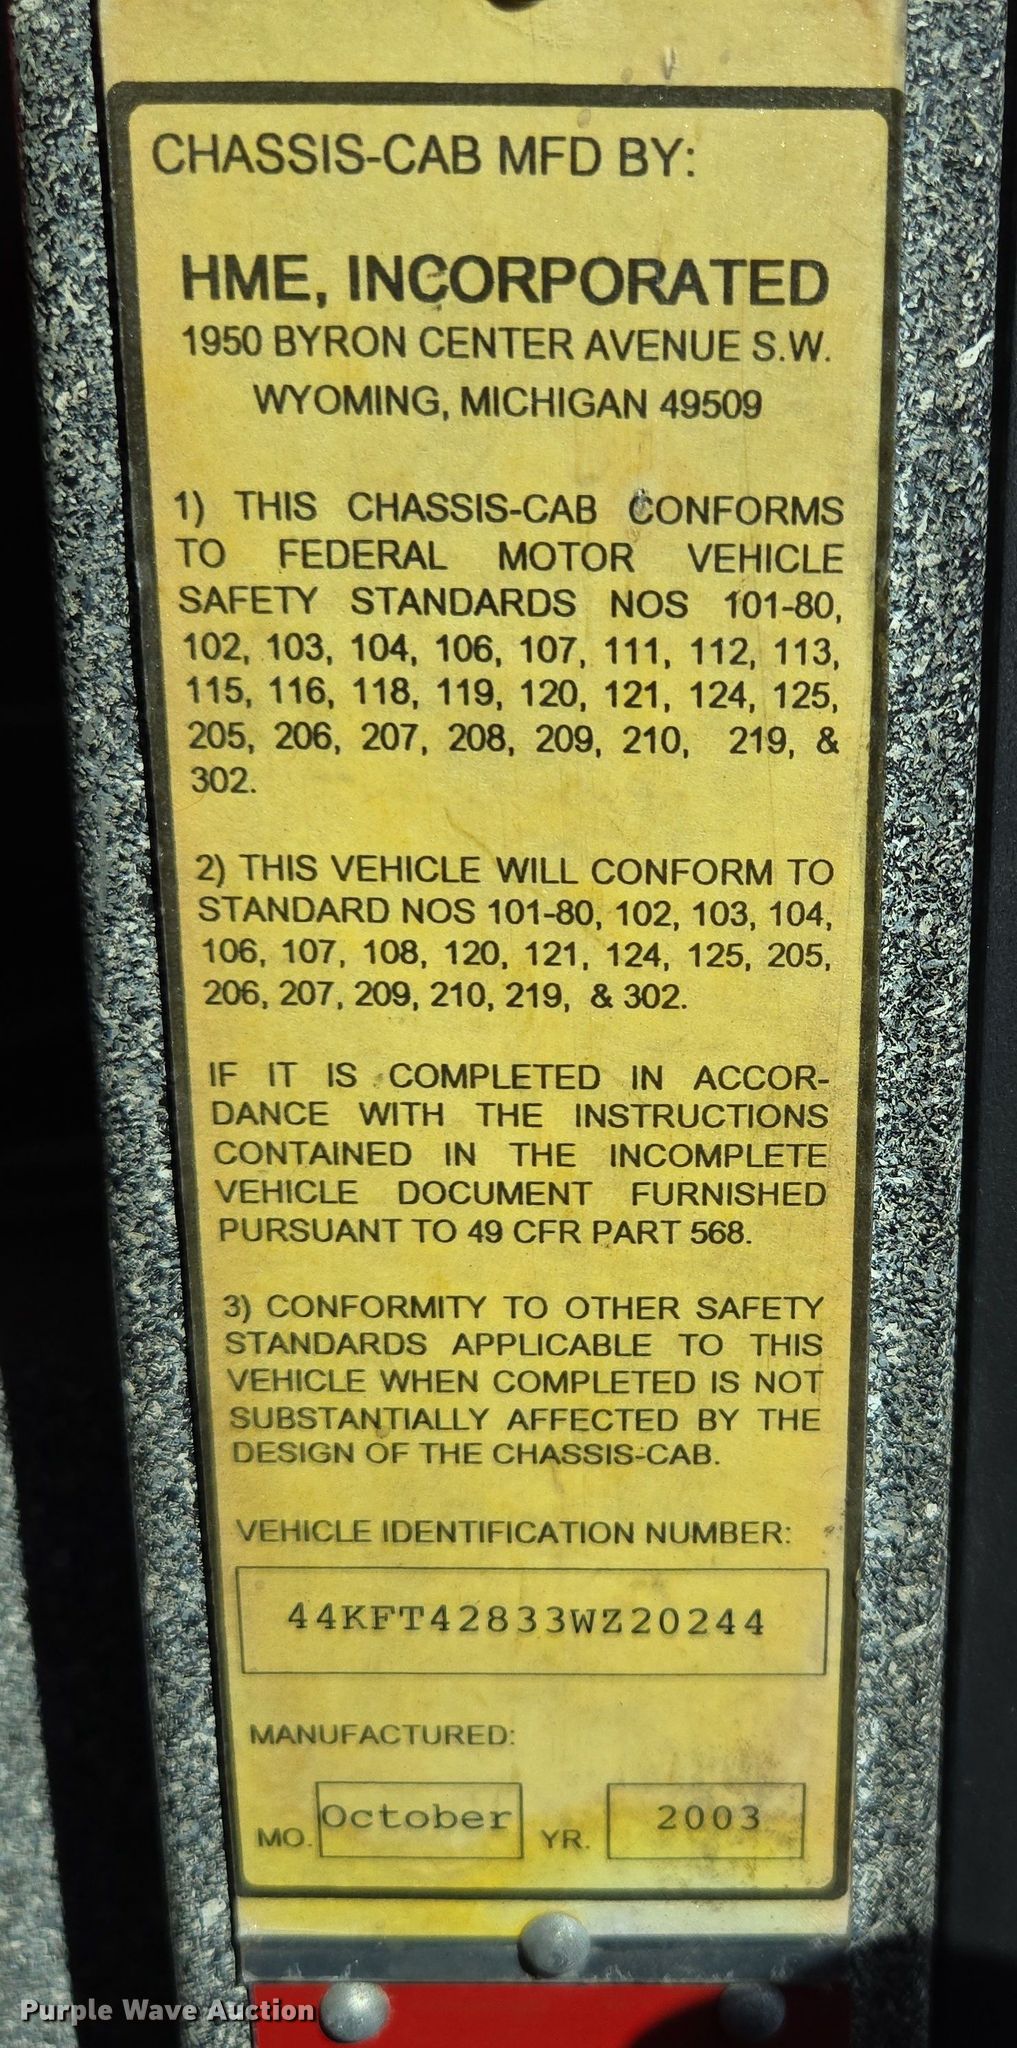 CHASSIS-CAB MFD BY:
HME, INCORPORATED
1950 BYRON CENTER AVENUE S.W.
WYOMING, MICHIGAN 49509
1) THIS CHASSIS-CAB CONFORMS
TO FEDERAL MOTOR VEHICLE
SAFETY STANDARDS NOS 101-80,
102, 103, 104, 106, 107, 111, 112, 113,
115, 116, 118, 119, 120, 121, 124, 125,
205, 206, 207, 208, 209, 210, 219, &
302.
2) THIS VEHICLE WILL CONFORM TO
STANDARD NOS 101-80, 102, 103, 104,
106, 107, 108, 120, 121, 124, 125, 205,
206, 207, 209, 210, 219, & 302.
IF IT IS COMPLETED IN ACCOR-
DANCE WITH THE INSTRUCTIONS
CONTAINED IN THE INCOMPLETE
VEHICLE DOCUMENT FURNISHED
PURSUANT TO 49 CFR PART 568.
3) CONFORMITY TO OTHER SAFETY
STANDARDS APPLICABLE TO THIS
VEHICLE WHEN COMPLETED IS NOT
SUBSTANTIALLY AFFECTED BY THE
DESIGN OF THE CHASSIS-CAB.
VEHICLE IDENTIFICATION NUMBER:
44KFT42833WZ20244
MANUFACTURED:
MO. October YR. 2003
Purple Wave Auction